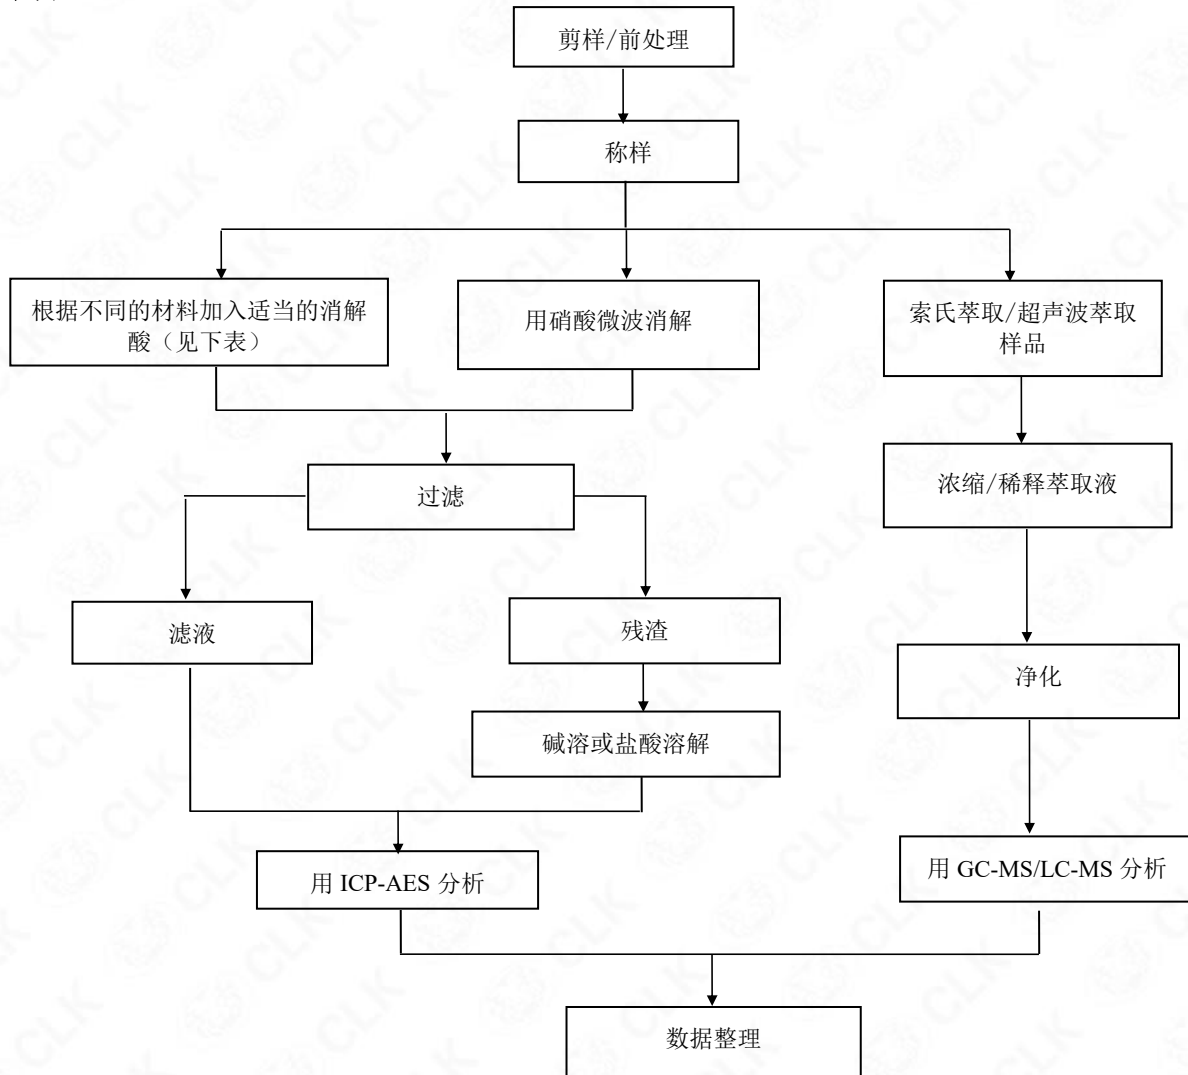 剪样/前处理
称样
根据不同的材料加入适当的消解
酸（见下表）
用硝酸微波消解
索氏萃取/超声波萃取
样品
过滤
浓缩/稀释萃取液
滤液
残渣
净化
碱溶或盐酸溶解
用 ICP-AES 分析
用 GC-MS/LC-MS 分析
数据整理
CLK